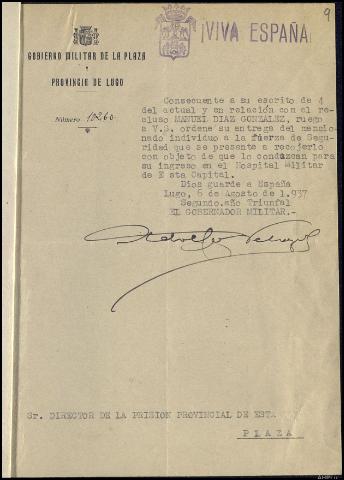 9
¡VIVA ESPAÑA!
GOBIERNO MILITAR DE LA PLAZA
Y
PROVINCIA DE LUGO
Número 10260
Consecuente a su escrito de 4
del actual y en relación con el re-
cluso MANUEL DIAZ GONZALEZ, ruego
a V.S. ordene su entrega del mencio-
nado individuo a la fuerza de Segu-
ridad que se presente a recojerlo
con objeto de que lo conduzcan para
su ingreso en el Hospital Militar
de Esta Capital.
Dios guarde a España
Lugo, 6 de Agosto de 1.937
Segundo año Triunfal
EL GOBERNADOR MILITAR.-
Sr. DIRECTOR DE LA PRISION PROVINCIAL DE ESTA
PLAZA